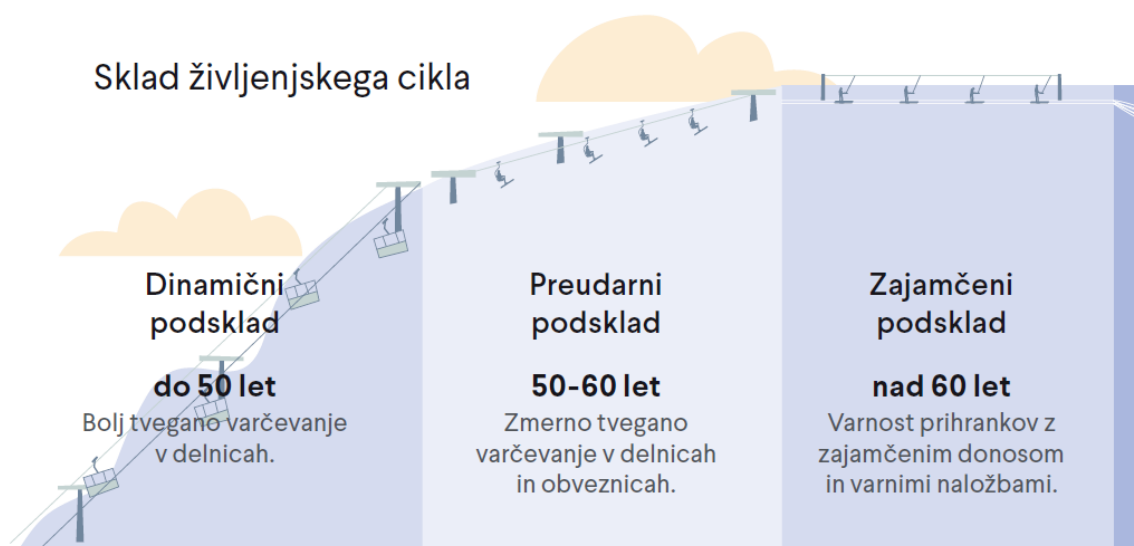 Sklad življenjskega cikla
Dinamični
podsklad
do 50 let
Bolj tvegano varčevanje
v delnicah.
Preudarni
podsklad
50-60 let
Zmerno tvegano
varčevanje v delnicah
in obveznicah.
Zajamčeni
podsklad
nad 60 let
Varnost prihrankov z
zajamčenim donosom
in varnimi naložbami.